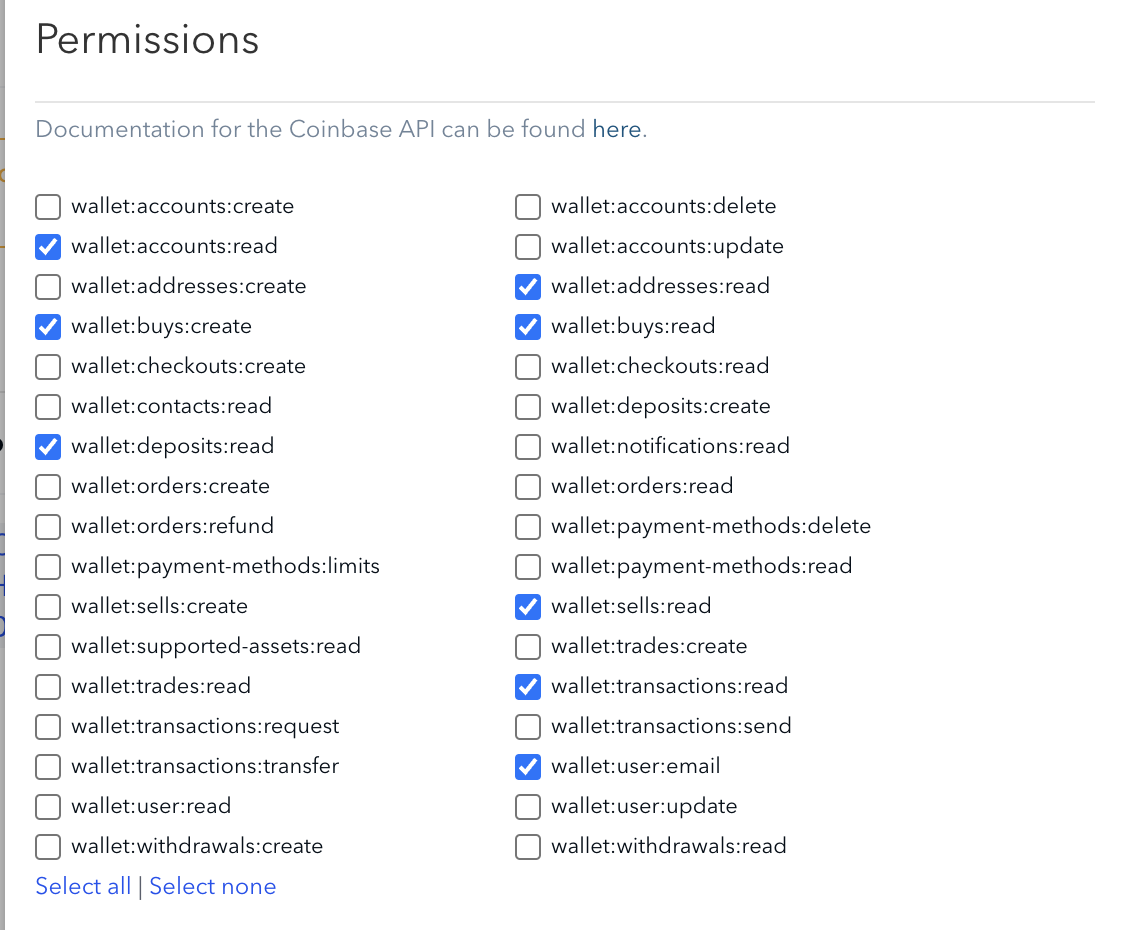 Permissions
Documentation for the Coinbase API can be found here.
wallet:accounts:create wallet:accounts:delete
wallet:accounts:read wallet:accounts:update
wallet:addresses:create wallet:addresses:read
wallet:buys:create wallet:buys:read
wallet:checkouts:create wallet:checkouts:read
wallet:contacts:read wallet:deposits:create
wallet:deposits:read wallet:notifications:read
wallet:orders:create wallet:orders:read
wallet:orders:refund wallet:payment-methods:delete
wallet:payment-methods:limits wallet:payment-methods:read
wallet:sells:create wallet:sells:read
wallet:supported-assets:read wallet:trades:create
wallet:trades:read wallet:transactions:read
wallet:transactions:request wallet:transactions:send
wallet:transactions:transfer wallet:user:email
wallet:user:read wallet:user:update
wallet:withdrawals:create wallet:withdrawals:read
Select all | Select none